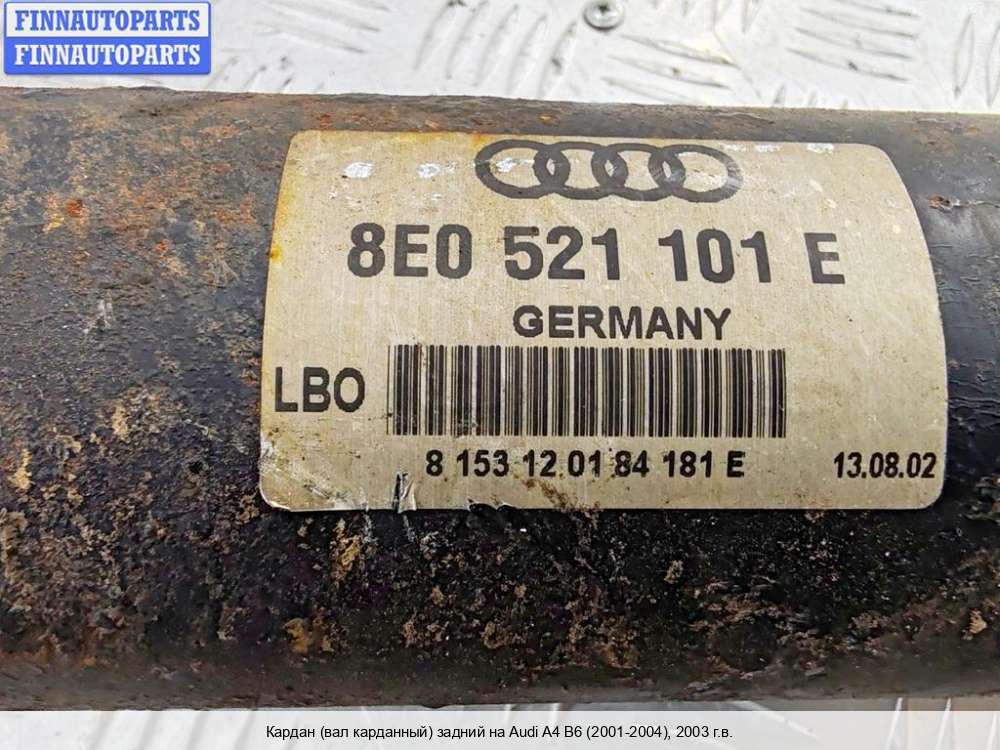 FINNAUTOPARTS
FINNAUTOPARTS
8E0 521 101 E
GERMANY
LBO
8 153 12 01 84 181 E 13.08.02
Кардан (вал карданный) задний на Audi A4 B6 (2001-2004), 2003 г.в.